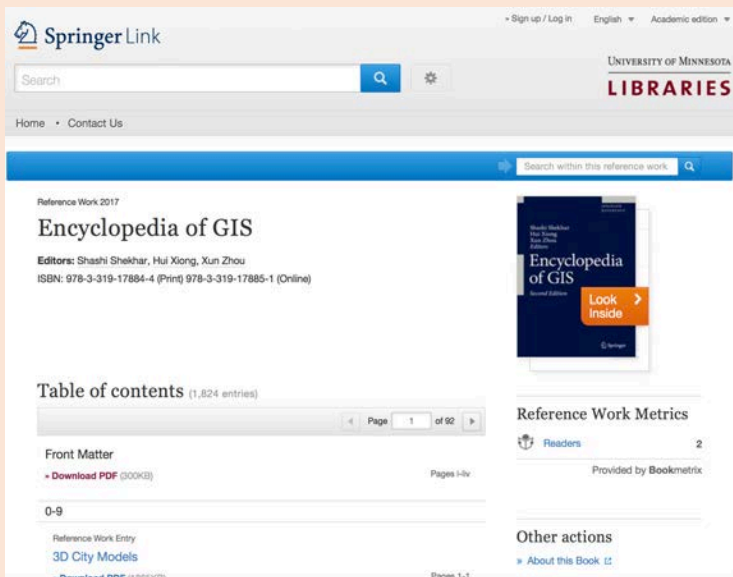 » Sign up / Log in English Academic edition
Springer Link
Search
UNIVERSITY OF MINNESOTA
LIBRARIES
Home • Contact Us
Search within this reference work
Reference Work 2017
Encyclopedia of GIS
Editors: Shashi Shekhar, Hui Xiong, Xun Zhou
ISBN: 978-3-319-17884-4 (Print) 978-3-319-17885-1 (Online)
Shashi Shekhar
Hui Xiong
Xun Zhou
Editors
Encyclopedia
of GIS
Second Edition
Look
Inside
Springer
Table of contents (1,824 entries)
Page 1 of 92
Front Matter
» Download PDF (300KB) Pages i-liv
0-9
Reference Work Entry
3D City Models
» Download PDF Pages 1-1
Reference Work Metrics
Readers 2
Provided by Bookmetrix
Other actions
» About this Book